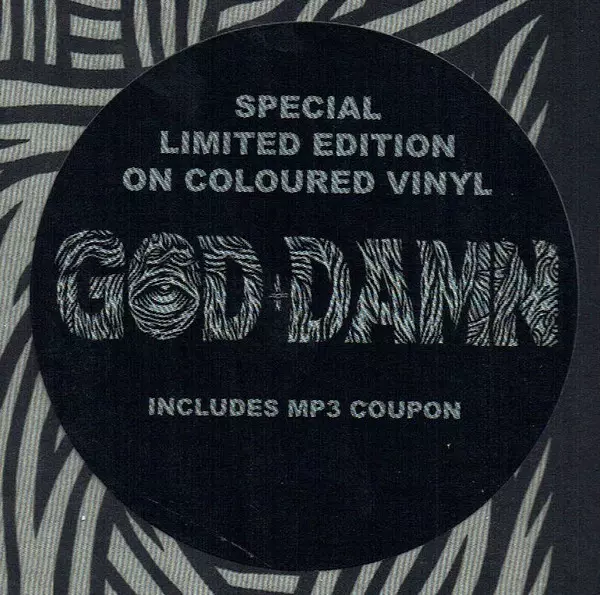 SPECIAL
LIMITED EDITION
ON COLOURED VINYL
GOD DAMN
INCLUDES MP3 COUPON